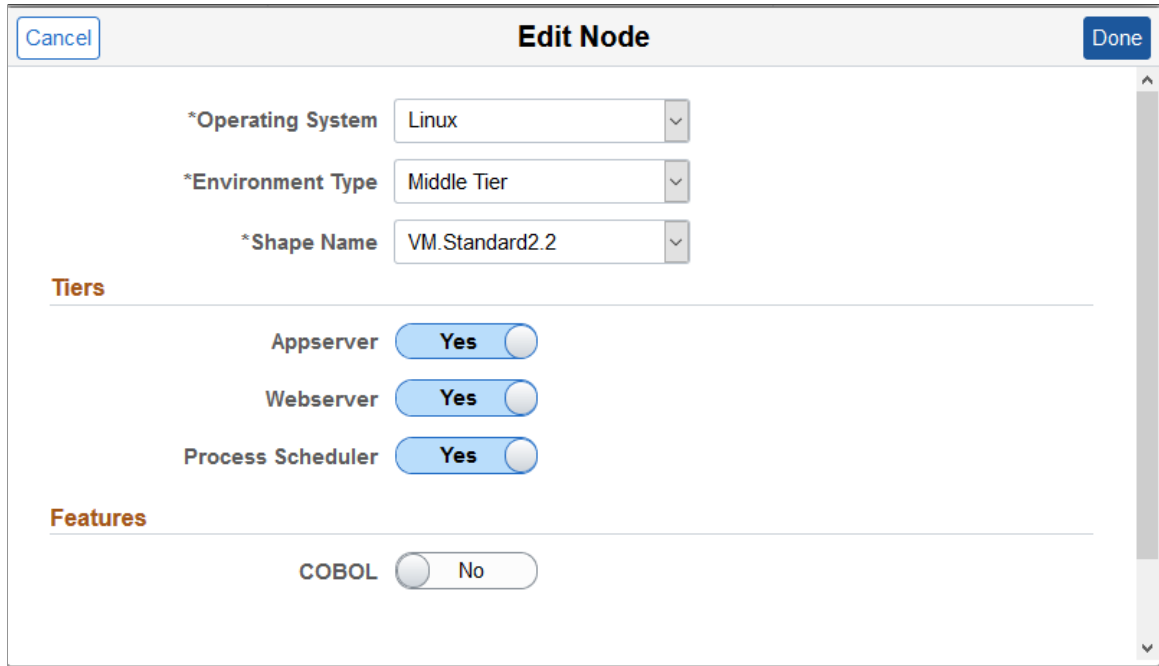 Cancel Edit Node Done
*Operating System Linux
*Environment Type Middle Tier
*Shape Name VM.Standard2.2
Tiers
Appserver Yes
Webserver Yes
Process Scheduler Yes
Features
COBOL No